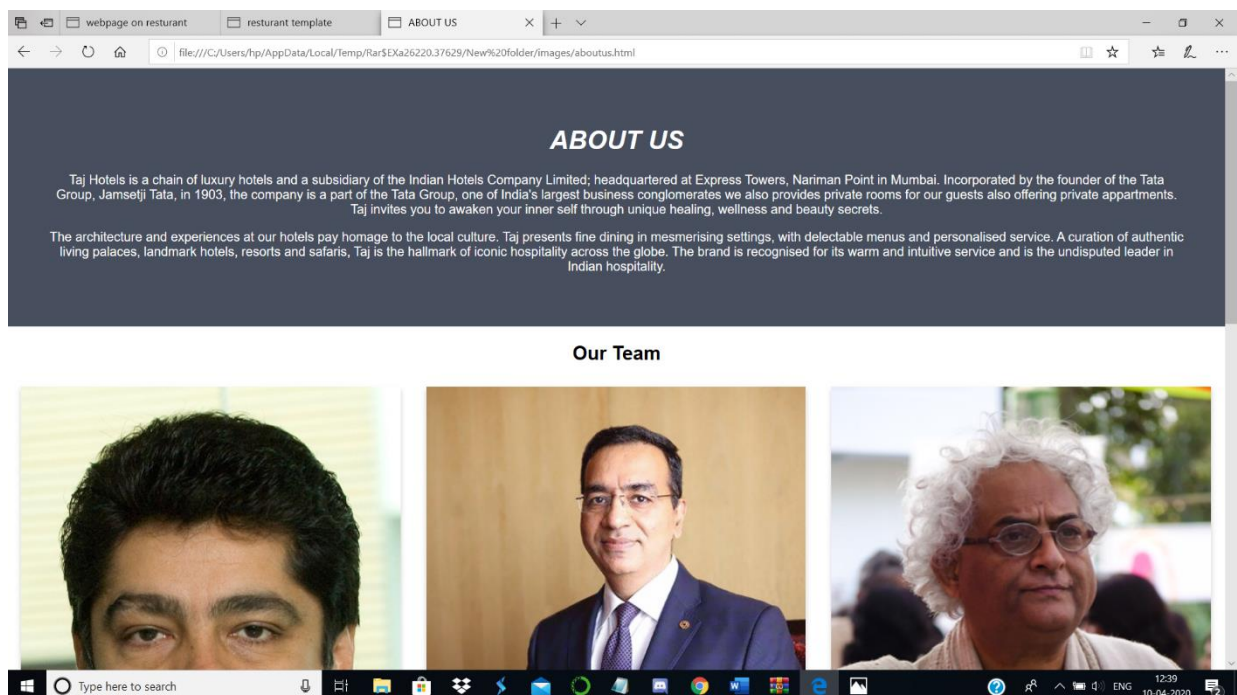 webpage on resturant
resturant template
ABOUT US
file:///C:/Users/hp/AppData/Local/Temp/Rar$EXa26220.37629/New%20folder/images/aboutus.html
ABOUT US
Taj Hotels is a chain of luxury hotels and a subsidiary of the Indian Hotels Company Limited; headquartered at Express Towers, Nariman Point in Mumbai. Incorporated by the founder of the Tata
Group, Jamsetji Tata, in 1903, the company is a part of the Tata Group, one of India's largest business conglomerates we also provides private rooms for our guests also offering private appartments.
Taj invites you to awaken your inner self through unique healing, wellness and beauty secrets.
The architecture and experiences at our hotels pay homage to the local culture. Taj presents fine dining in mesmerising settings, with delectable menus and personalised service. A curation of authentic
living palaces, landmark hotels, resorts and safaris, Taj is the hallmark of iconic hospitality across the globe. The brand is recognised for its warm and intuitive service and is the undisputed leader in
Indian hospitality.
Our Team
Type here to search
ENG
12:39
10-04-2020